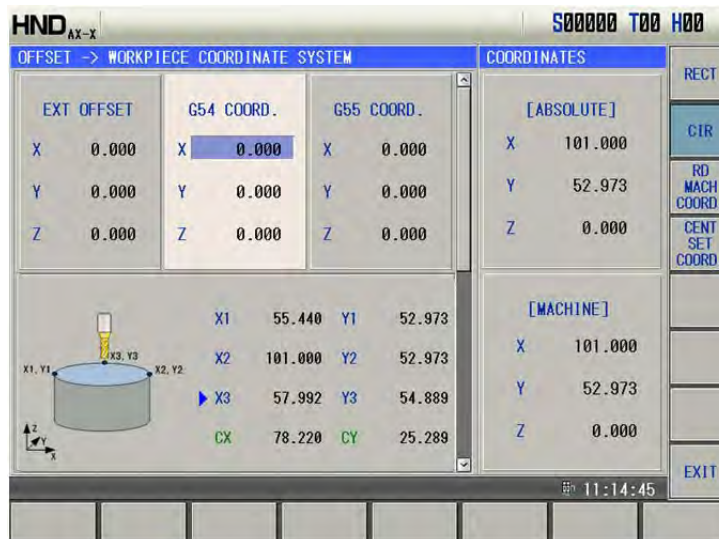 HND AX-X S00000 T00 H00
OFFSET -> WORKPIECE COORDINATE SYSTEM COORDINATES
RECT
CIR
RD
MACH
COORD
CENT
SET
COORD
EXIT
EXT OFFSET G54 COORD. G55 COORD.
X 0.000 X 0.000 X 0.000
Y 0.000 Y 0.000 Y 0.000
Z 0.000 Z 0.000 Z 0.000
[ABSOLUTE]
X 101.000
Y 52.973
Z 0.000
X1, Y1 X3, Y3 X2, Y2
Z
Y
X
X1 55.440 Y1 52.973
X2 101.000 Y2 52.973
X3 57.992 Y3 54.889
CX 78.220 CY 25.289
[MACHINE]
X 101.000
Y 52.973
Z 0.000
11:14:45